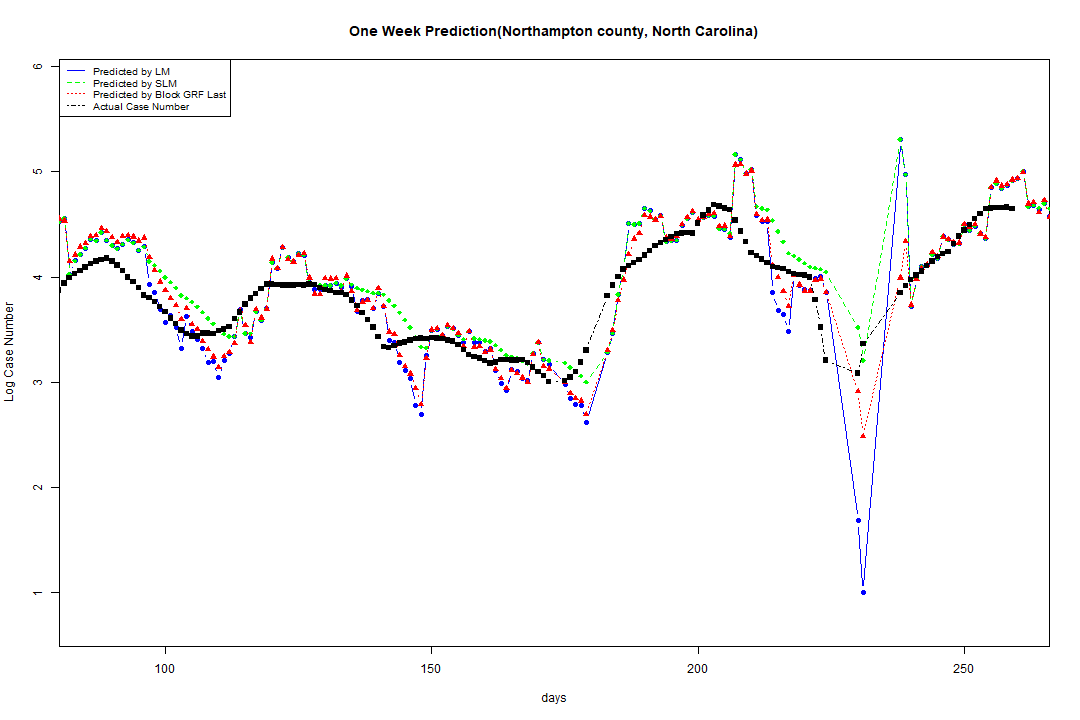 One Week Prediction(Northampton county, North Carolina)
Predicted by LM
Predicted by SLM
Predicted by Block GRF Last
Actual Case Number
6
5
4
3
2
1
Log Case Number
100
150
200
250
days